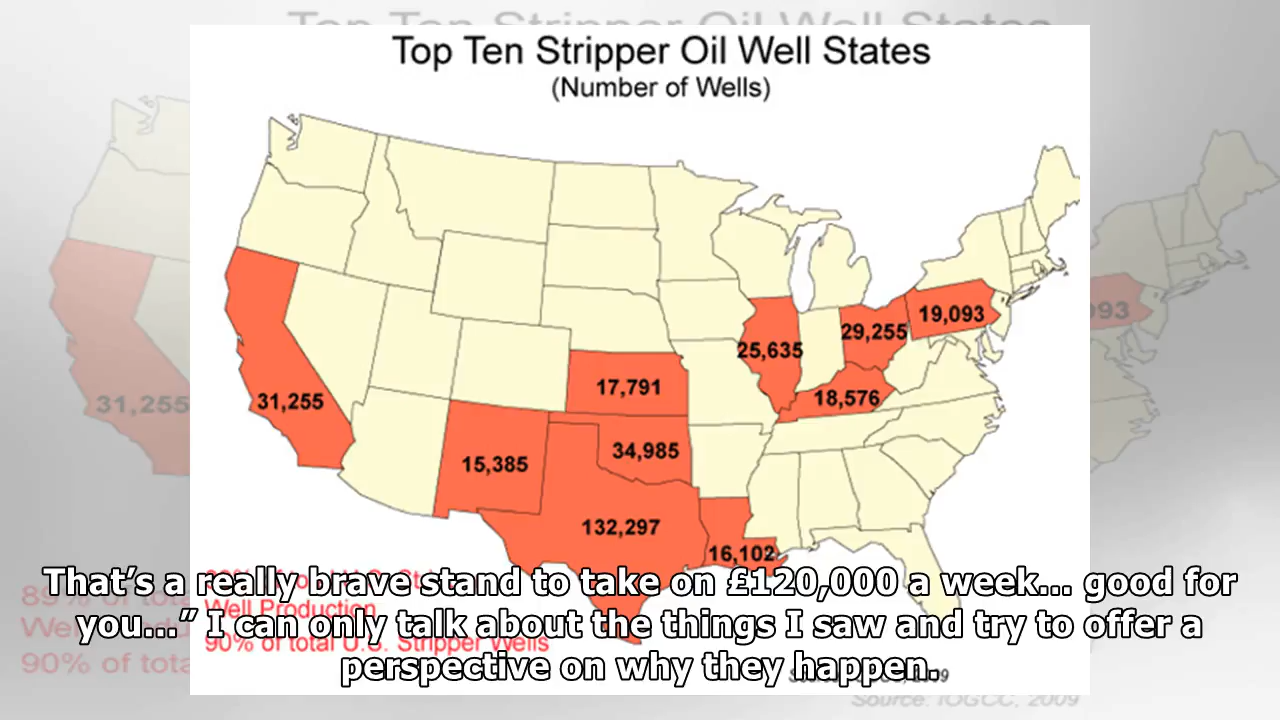 Top Ten Stripper Oil Well States
(Number of Wells)
19,093
29,255
25,635
17,791
18,576
31,255
34,985
15,385
132,297
16,102
Well Production
90% of total U.S. Stripper Wells
That’s a really brave stand to take on £120,000 a week... good for
you...” I can only talk about the things I saw and try to offer a
perspective on why they happen.
31,255
89% of tota
90% of tota
Source: IOGCC, 2009